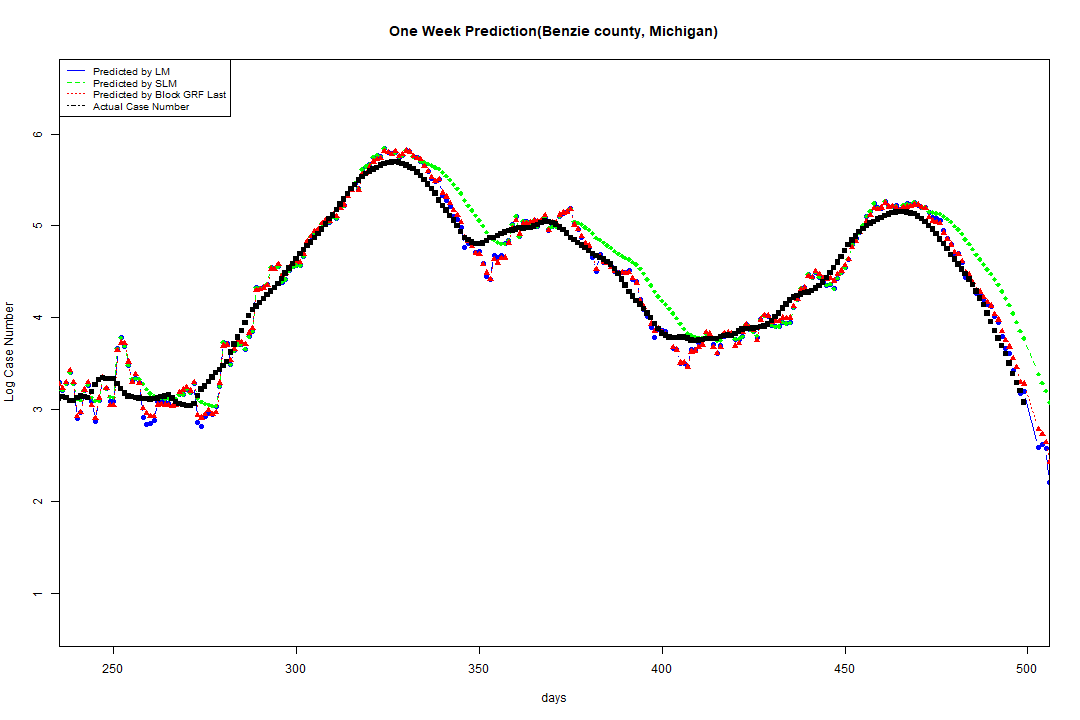 One Week Prediction(Benzie county, Michigan)
Predicted by LM
Predicted by SLM
Predicted by Block GRF Last
Actual Case Number
6
5
4
3
2
1
Log Case Number
250 300 350 400 450 500
days